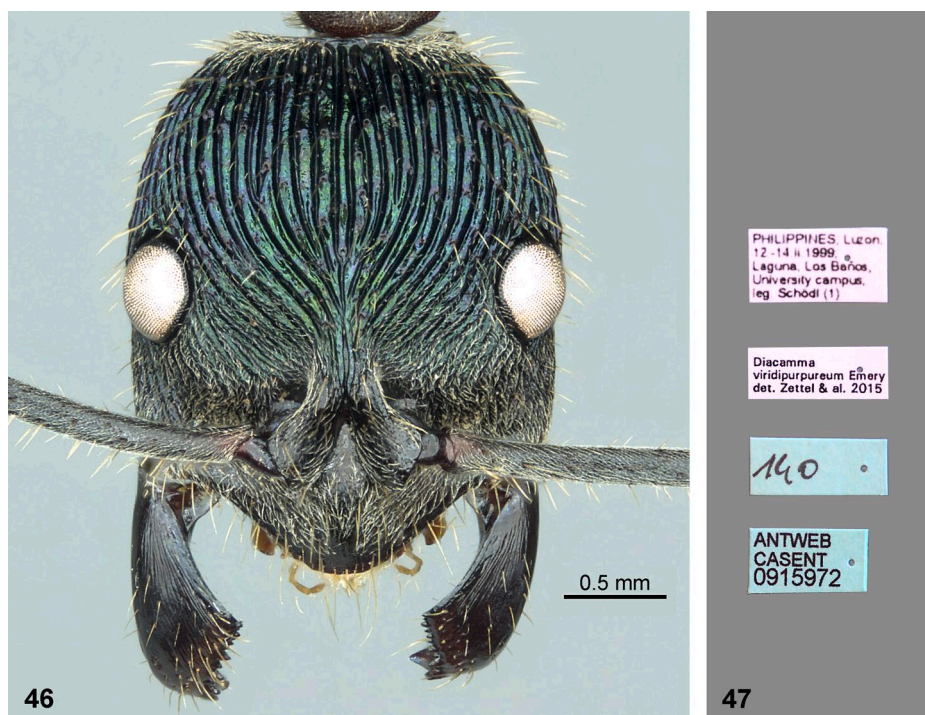 0.5 mm
46
PHILIPPINES, Luzon,
12.-14.ii.1999,
Laguna, Los Baños,
University campus,
leg. Schödl (1)
Diacamma
viridipurpureum Emery
det. Zettel & al. 2015
140
ANTWEB
CASENT
0915972
47